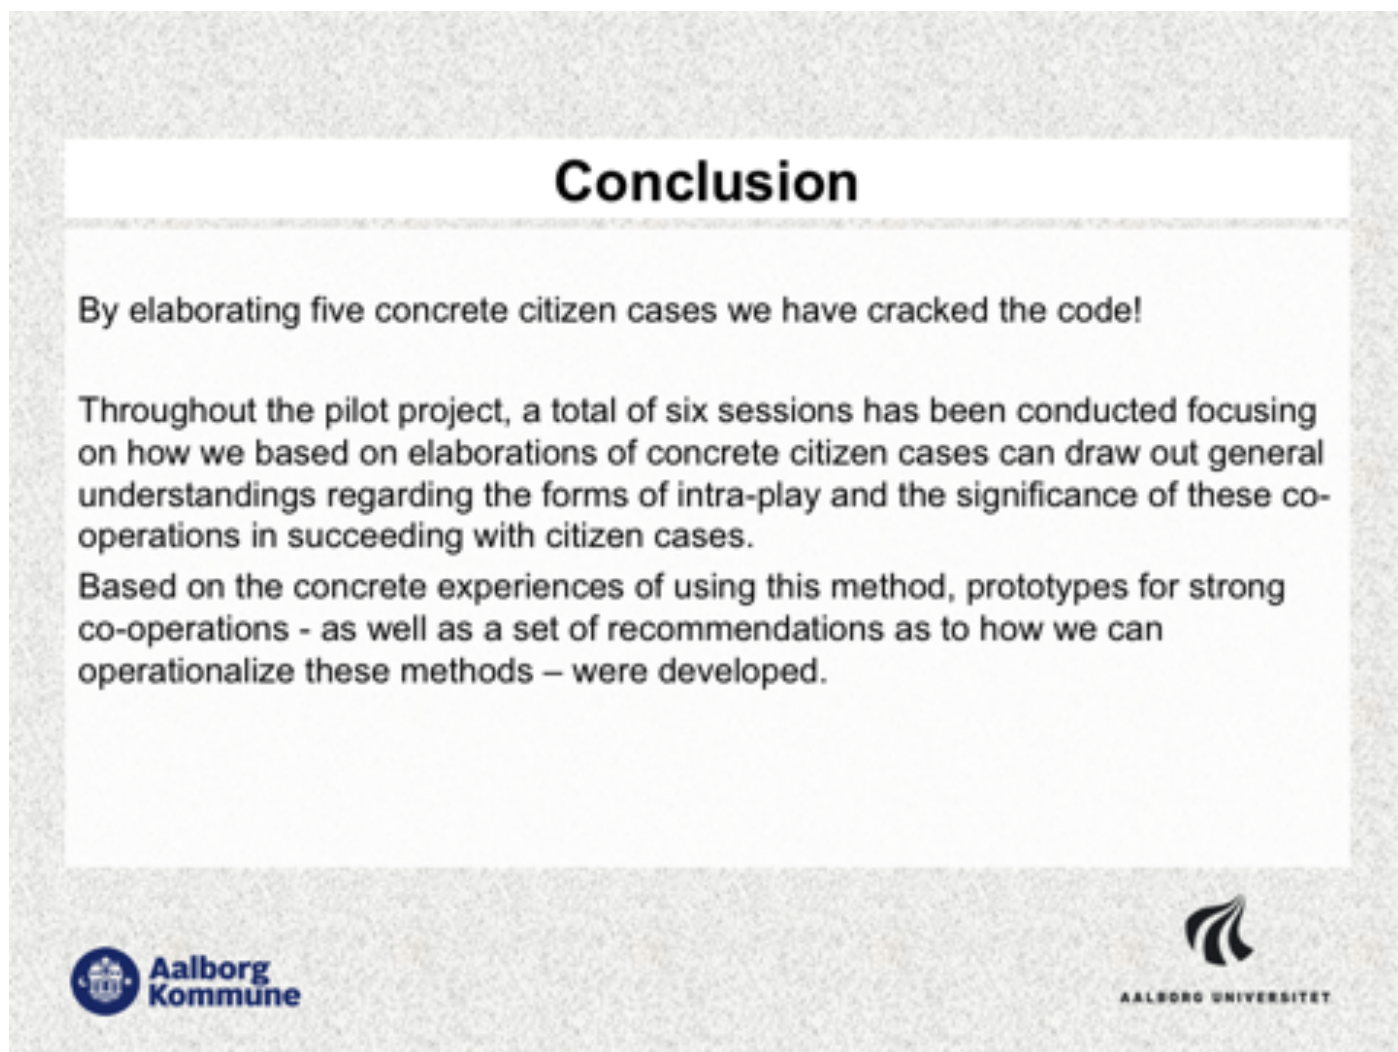 Conclusion
By elaborating five concrete citizen cases we have cracked the code!
Throughout the pilot project, a total of six sessions has been conducted focusing
on how we based on elaborations of concrete citizen cases can draw out general
understandings regarding the forms of intra-play and the significance of these co-
operations in succeeding with citizen cases.
Based on the concrete experiences of using this method, prototypes for strong
co-operations - as well as a set of recommendations as to how we can
operationalize these methods – were developed.
Aalborg
Kommune
AALBORG UNIVERSITET